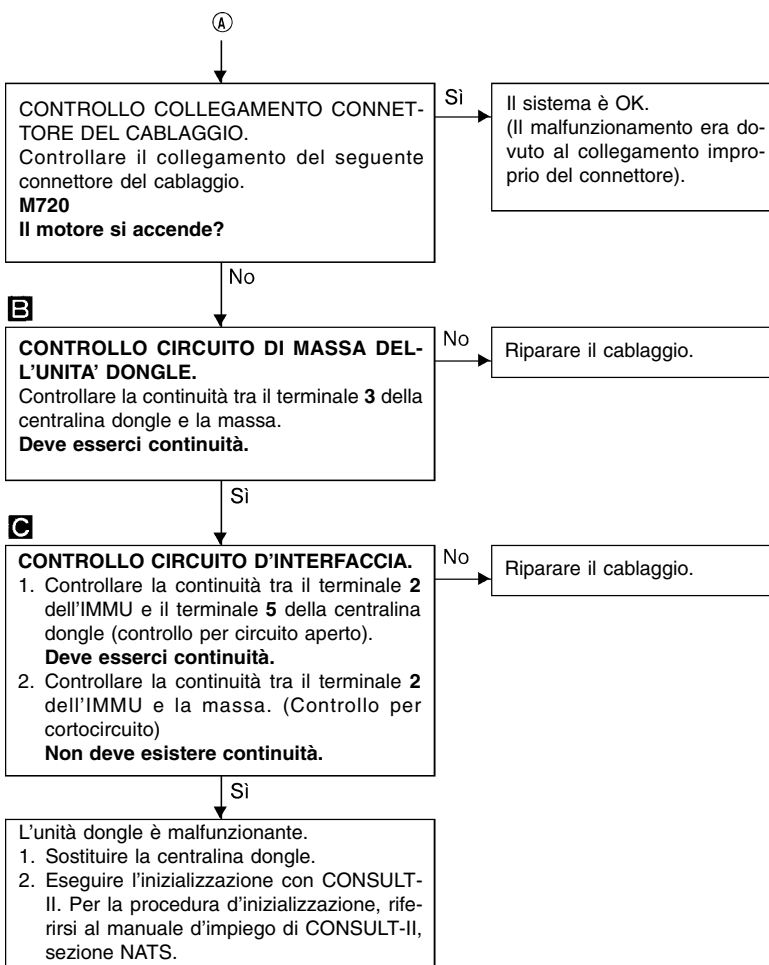 A
CONTROLLO COLLEGAMENTO CONNET-
TORE DEL CABLAGGIO.
Controllare il collegamento del seguente
connettore del cablaggio.
M720
Il motore si accende?
Sì
Il sistema è OK.
(Il malfunzionamento era do-
vuto al collegamento impro-
prio del connettore).
No
B
CONTROLLO CIRCUITO DI MASSA DEL-
L'UNITA' DONGLE.
Controllare la continuità tra il terminale 3 della
centralina dongle e la massa.
Deve esserci continuità.
No
Riparare il cablaggio.
Sì
C
CONTROLLO CIRCUITO D'INTERFACCIA.
1. Controllare la continuità tra il terminale 2
dell'IMMU e il terminale 5 della centralina
dongle (controllo per circuito aperto).
Deve esserci continuità.
2. Controllare la continuità tra il terminale 2
dell'IMMU e la massa. (Controllo per
cortocircuito)
Non deve esistere continuità.
No
Riparare il cablaggio.
Sì
L'unità dongle è malfunzionante.
1. Sostituire la centralina dongle.
2. Eseguire l'inizializzazione con CONSULT-
II. Per la procedura d'inizializzazione, rife-
rirsi al manuale d'impiego di CONSULT-II,
sezione NATS.